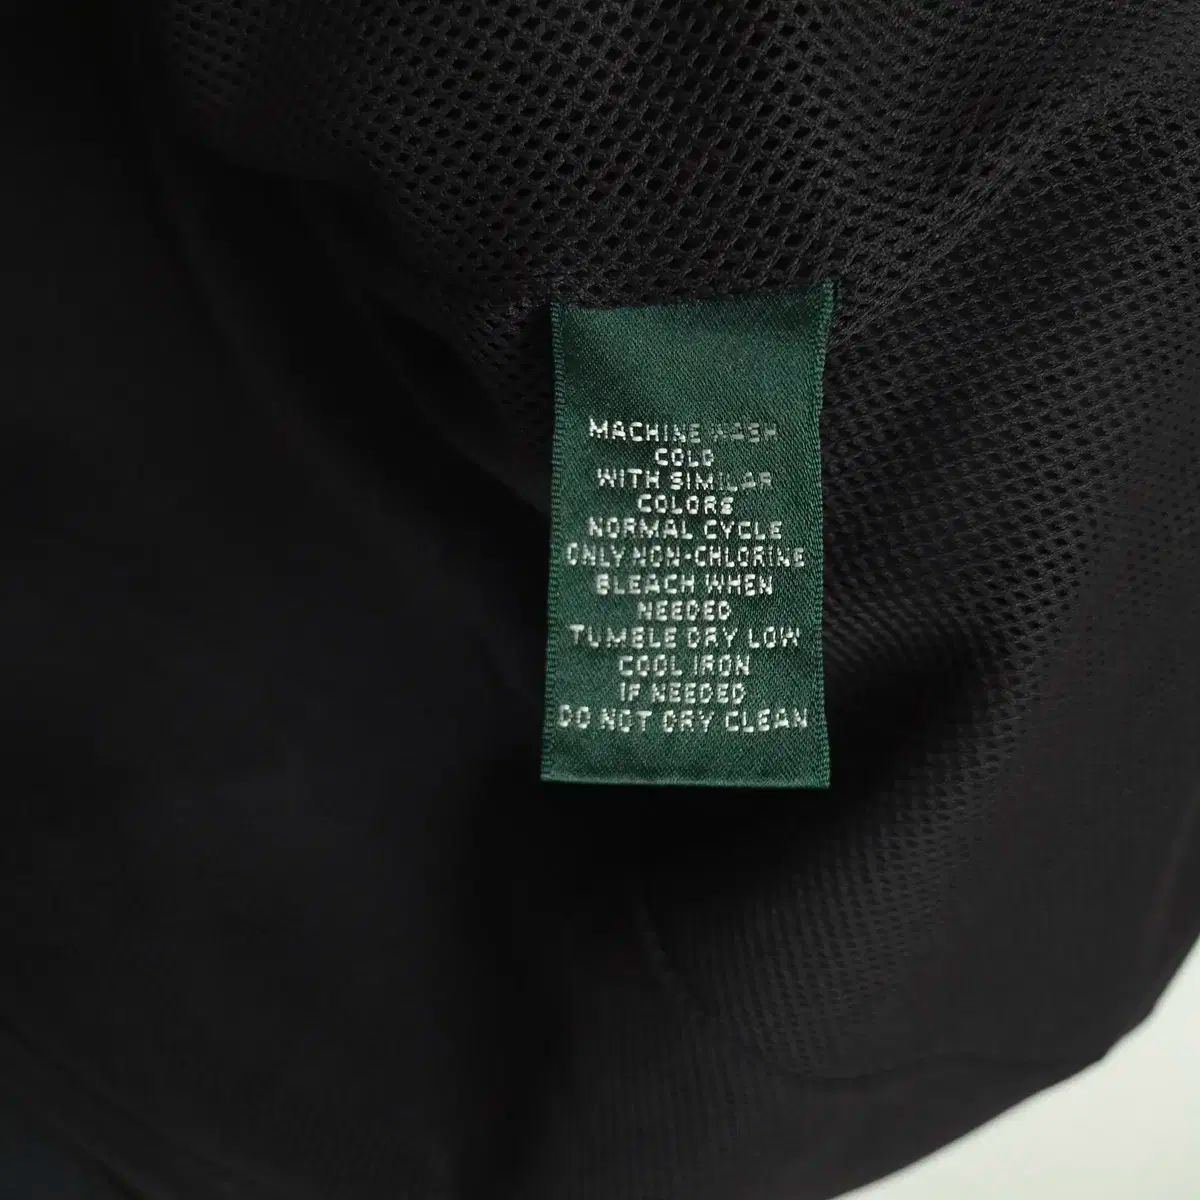 MACHINE WASH
COLD
WITH SIMILAR
COLORS
NORMAL CYCLE
ONLY NON-CHLORINE
BLEACH WHEN
NEEDED
TUMBLE DRY LOW
COOL IRON
IF NEEDED
DO NOT DRY CLEAN